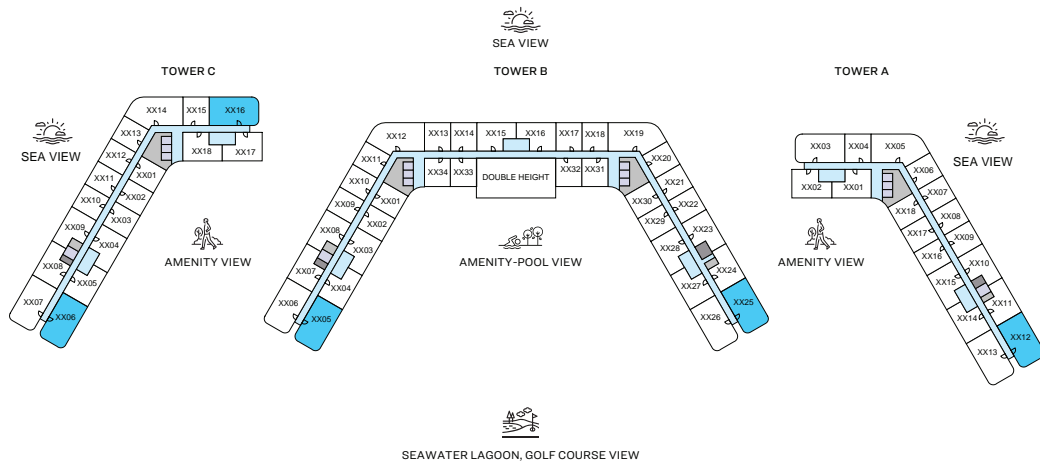 SEA VIEW
TOWER C
TOWER B
TOWER A
SEA VIEW
XX14
XX15
XX16
XX13
XX12
XX11
XX10
XX09
XX08
XX07
XX06
XX05
XX04
XX03
XX02
XX01
XX18
XX17
AMENITY VIEW
XX12
XX13
XX14
XX15
XX16
XX17
XX18
XX19
XX11
XX10
XX09
XX08
XX07
XX06
XX05
XX04
XX03
XX02
XX01
XX34
XX33
DOUBLE HEIGHT
XX32
XX31
XX20
XX21
XX22
XX23
XX24
XX25
XX26
XX27
XX28
XX29
XX30
AMENITY-POOL VIEW
SEA VIEW
XX03
XX04
XX05
XX02
XX01
XX06
XX07
XX08
XX09
XX10
XX11
XX12
XX13
XX14
XX15
XX16
XX17
XX18
AMENITY VIEW
SEAWATER LAGOON, GOLF COURSE VIEW